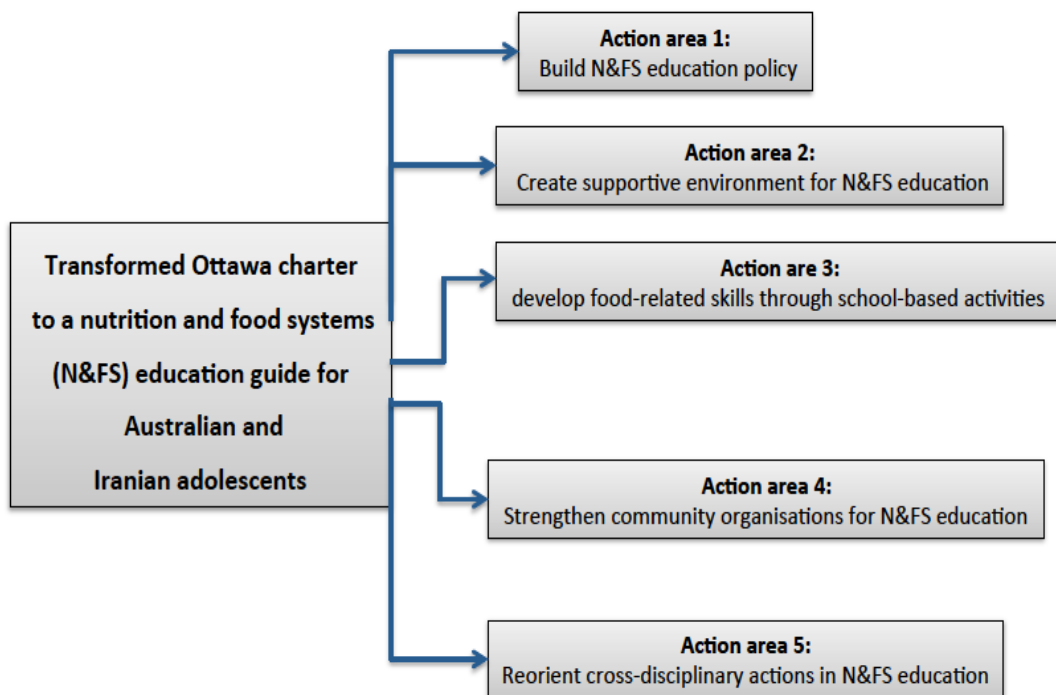 Action area 1:
Build N&FS education policy
Action area 2:
Create supportive environment for N&FS education
Transformed Ottawa charter
to a nutrition and food systems
(N&FS) education guide for
Australian and
Iranian adolescents
Action are 3:
develop food-related skills through school-based activities
Action area 4:
Strengthen community organisations for N&FS education
Action area 5:
Reorient cross-disciplinary actions in N&FS education